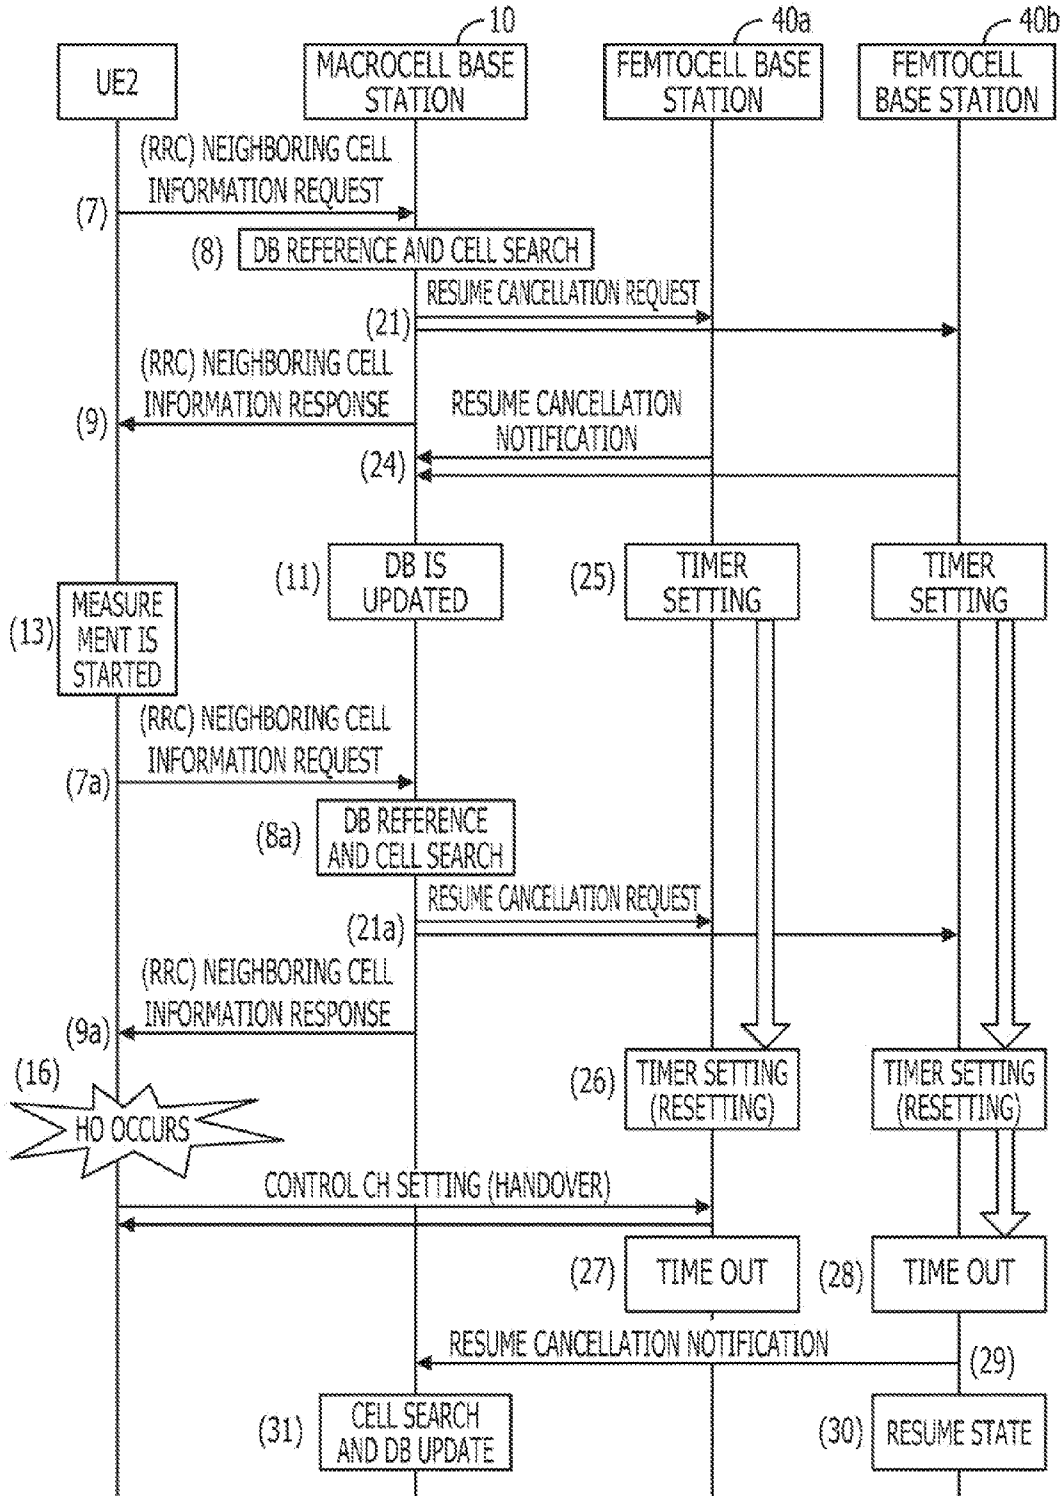 10
40a
40b
UE2
MACROCELL BASE
STATION
FEMTOCELL BASE
STATION
FEMTOCELL
BASE STATION
(RRC) NEIGHBORING CELL
INFORMATION REQUEST
(7)
(8)
DB REFERENCE AND CELL SEARCH
RESUME CANCELLATION REQUEST
(21)
(RRC) NEIGHBORING CELL
INFORMATION RESPONSE
(9)
RESUME CANCELLATION
NOTIFICATION
(24)
(11)
DB IS
UPDATED
(25)
TIMER
SETTING
TIMER
SETTING
(13)
MEASURE
MENT IS
STARTED
(RRC) NEIGHBORING CELL
INFORMATION REQUEST
(7a)
(8a)
DB REFERENCE
AND CELL SEARCH
RESUME CANCELLATION REQUEST
(21a)
(RRC) NEIGHBORING CELL
INFORMATION RESPONSE
(9a)
(26)
TIMER SETTING
(RESETTING)
TIMER SETTING
(RESETTING)
(16)
HO OCCURS
CONTROL CH SETTING (HANDOVER)
(27)
TIME OUT
(28)
TIME OUT
RESUME CANCELLATION NOTIFICATION
(29)
(31)
CELL SEARCH
AND DB UPDATE
(30)
RESUME STATE